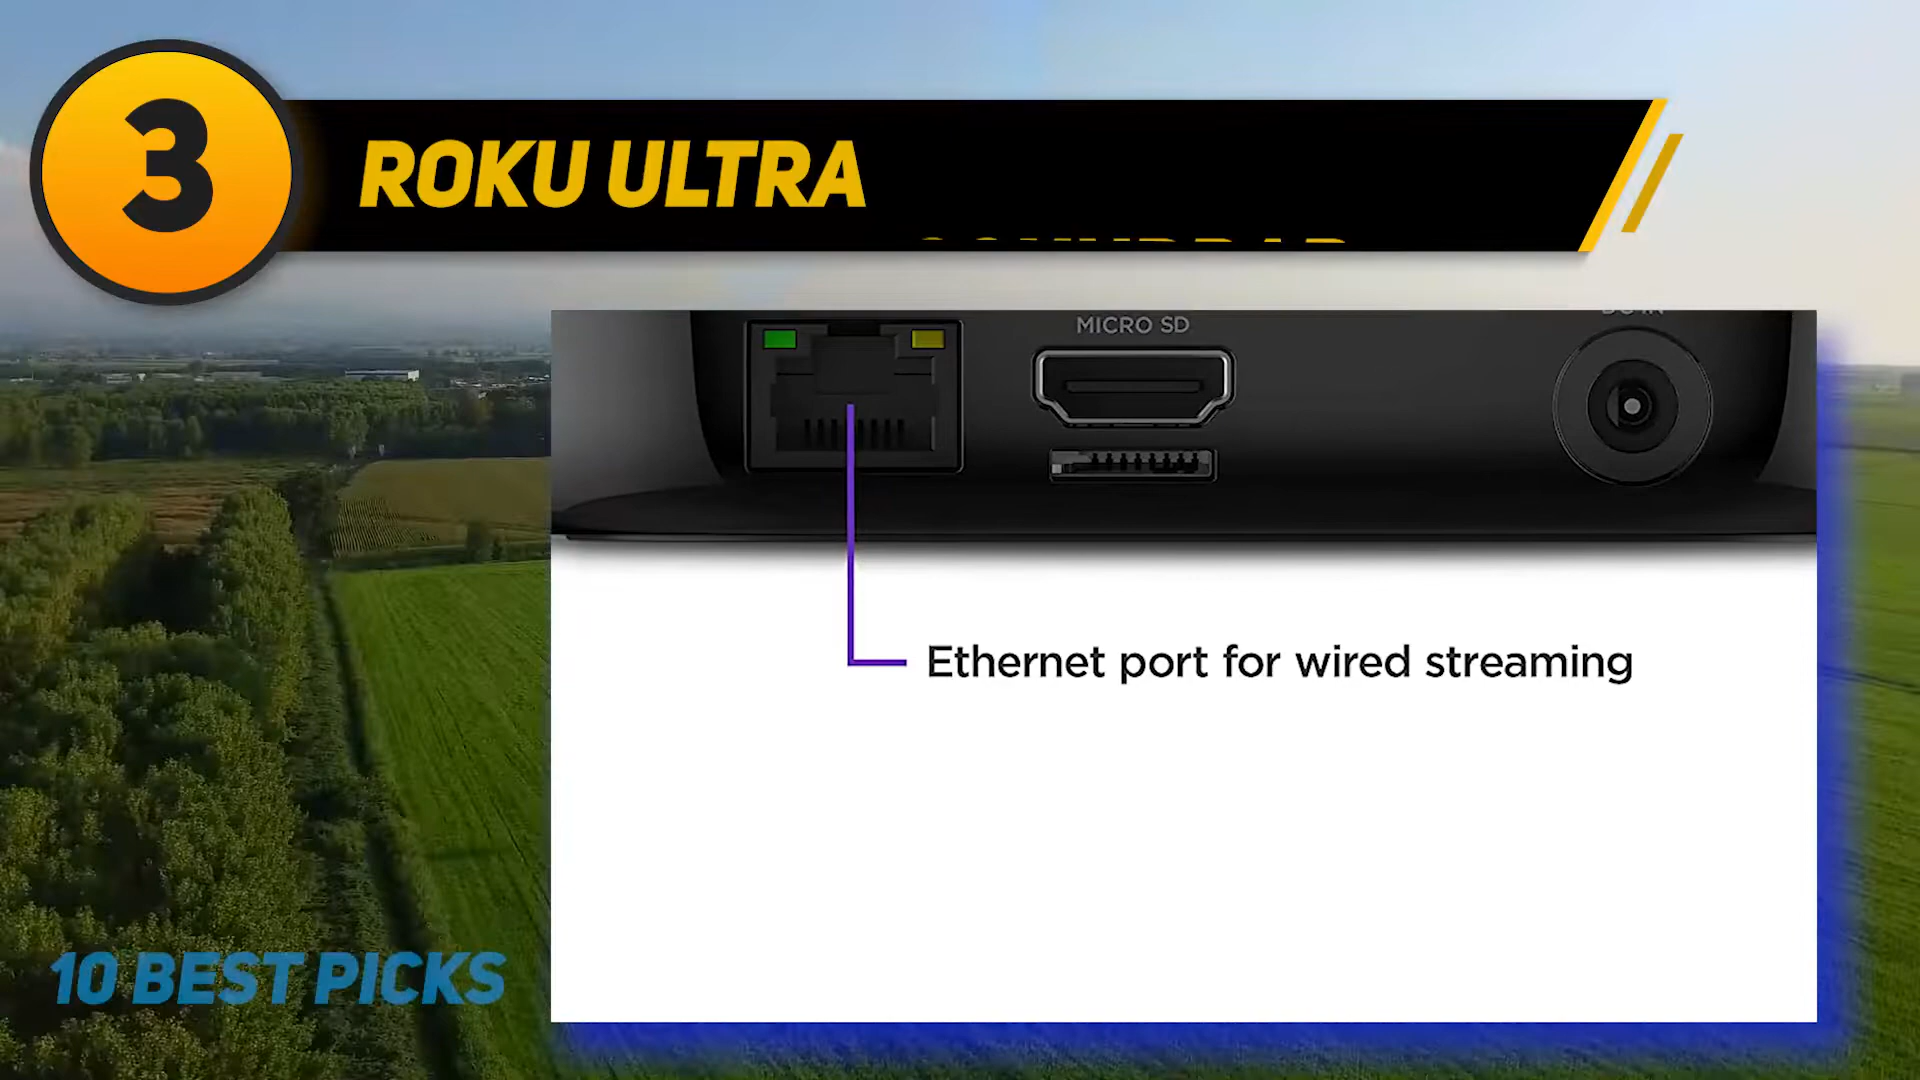 3
ROKU ULTRA
MICRO SD
Ethernet port for wired streaming
10 BEST PICKS